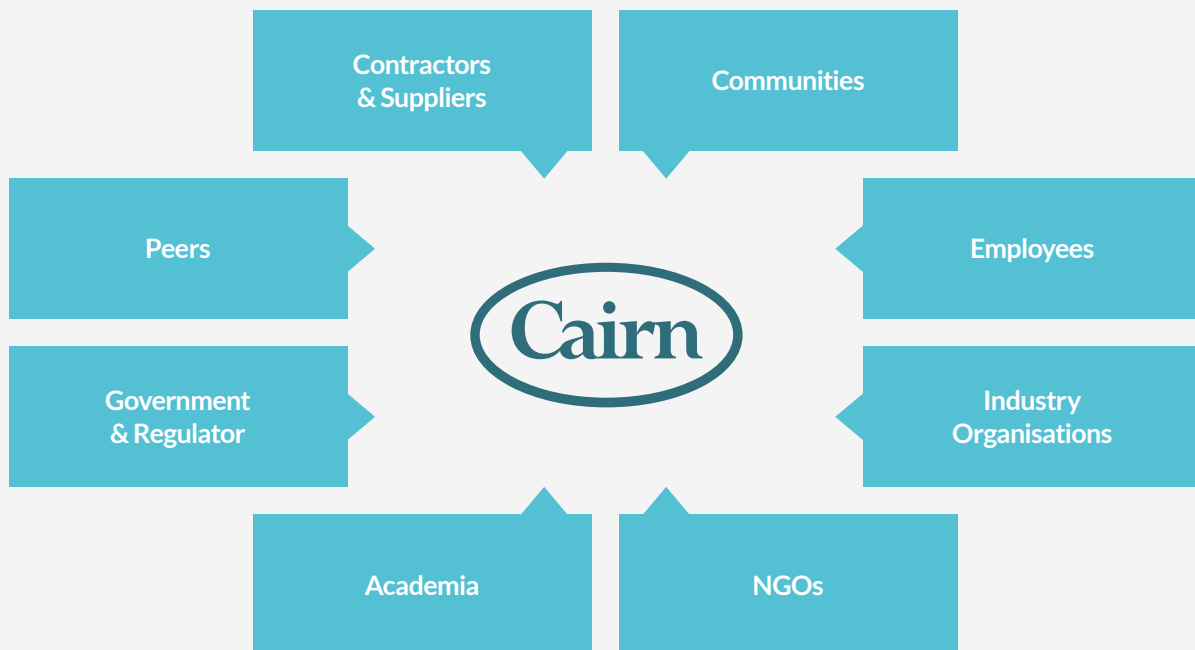 Contractors
& Suppliers
Communities
Peers
Employees
Cairn
Government
& Regulator
Industry
Organisations
Academia
NGOs